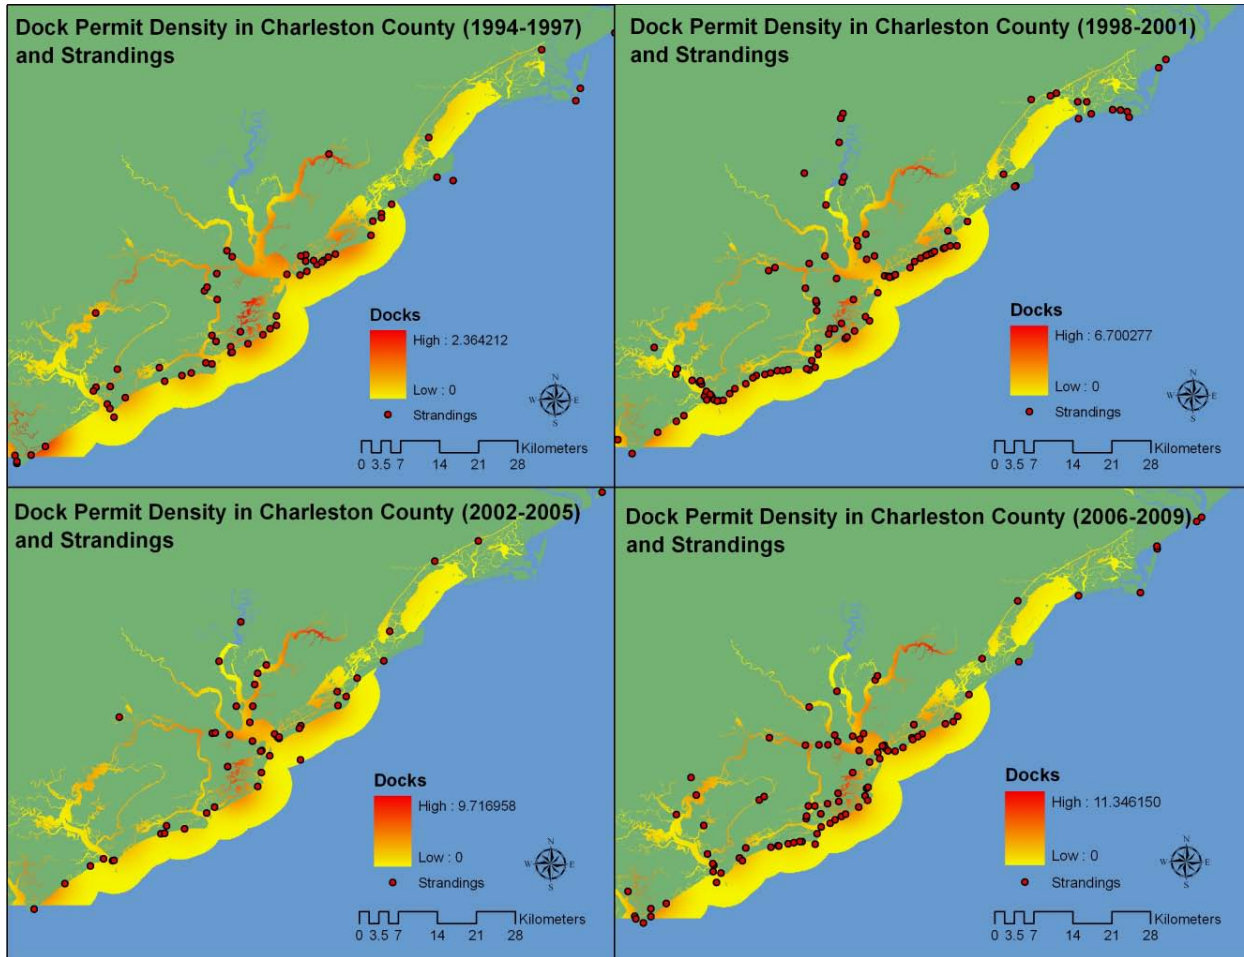 Dock Permit Density in Charleston County (1994-1997)
and Strandings
Docks
High : 2.364212
Low : 0
Strandings
N
W E
S
Kilometers
0 3.5 7 14 21 28
Dock Permit Density in Charleston County (1998-2001)
and Strandings
Docks
High : 6.700277
Low : 0
Strandings
N
W E
S
Kilometers
0 3.5 7 14 21 28
Dock Permit Density in Charleston County (2002-2005)
and Strandings
Docks
High : 9.716958
Low : 0
Strandings
N
W E
S
Kilometers
0 3.5 7 14 21 28
Dock Permit Density in Charleston County (2006-2009)
and Strandings
Docks
High : 11.346150
Low : 0
Strandings
N
W E
S
Kilometers
0 3.5 7 14 21 28